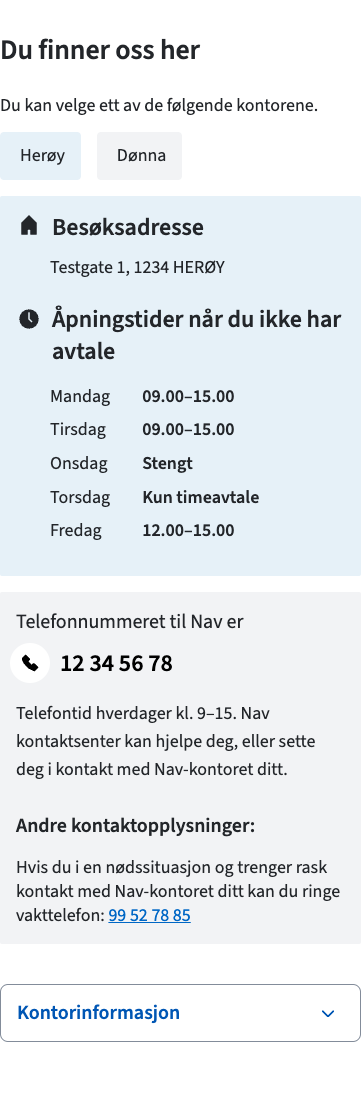 Du finner oss her
Du kan velge ett av de følgende kontorene.
Herøy Dønna
Besøksadresse
Testgate 1, 1234 HERØY
Åpningstider når du ikke har
avtale
Mandag 09.00–15.00
Tirsdag 09.00–15.00
Onsdag Stengt
Torsdag Kun timeavtale
Fredag 12.00–15.00
Telefonnummeret til Nav er
12 34 56 78
Telefontid hverdager kl. 9–15. Nav
kontaktsenter kan hjelpe deg, eller sette
deg i kontakt med Nav-kontoret ditt.
Andre kontaktopplysninger:
Hvis du i en nødssituasjon og trenger rask
kontakt med Nav-kontoret ditt kan du ringe
vakttelefon: 99 52 78 85
Kontorinformasjon